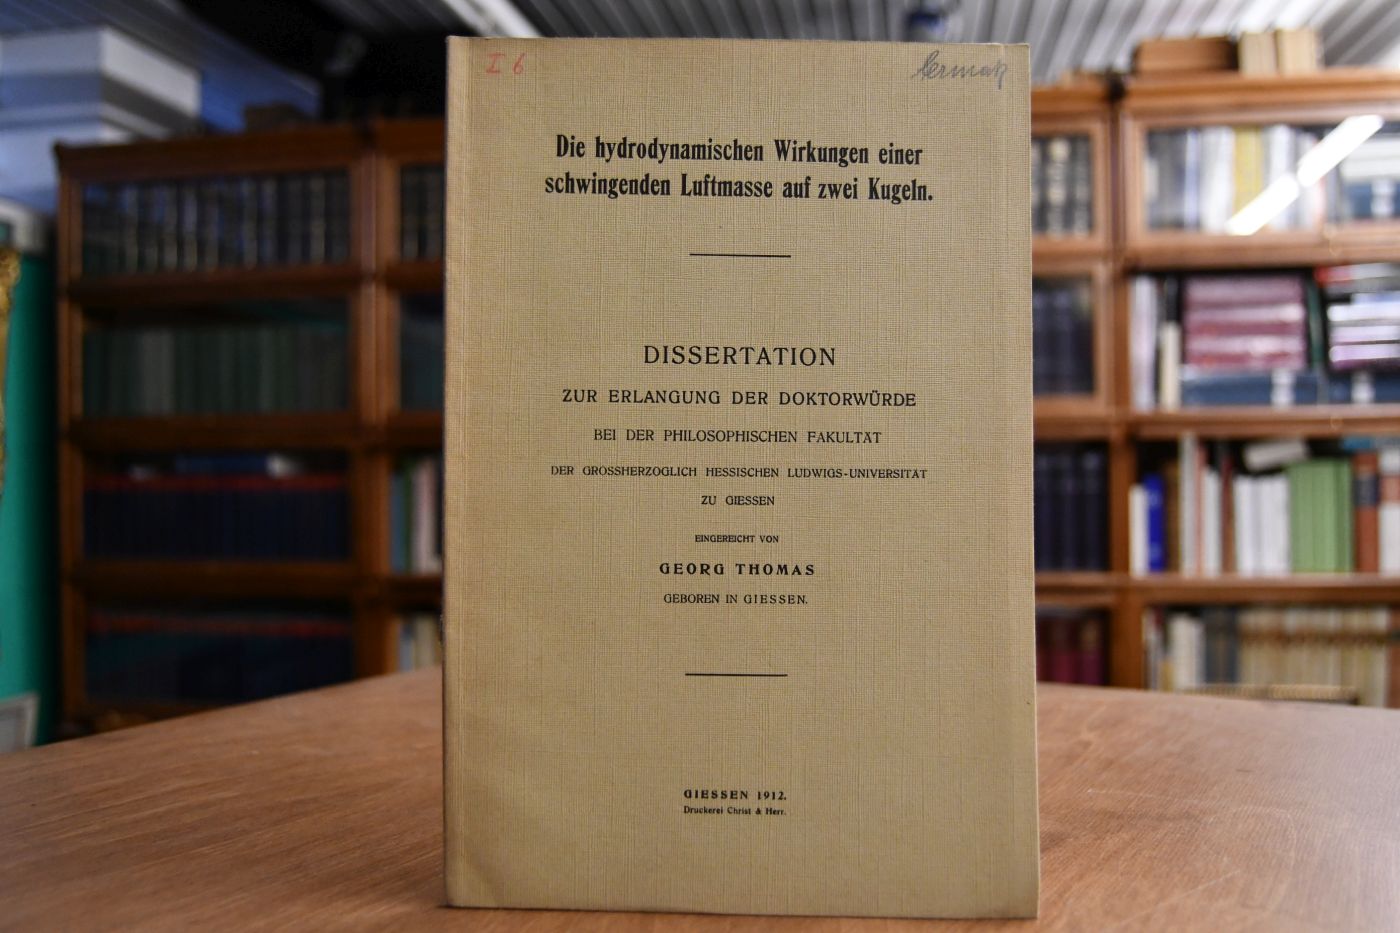 I 6
Die hydrodynamischen Wirkungen einer
schwingenden Luftmasse auf zwei Kugeln.
DISSERTATION
ZUR ERLANGUNG DER DOKTORWÜRDE
BEI DER PHILOSOPHISCHEN FAKULTÄT
DER GROSSHERZOGLICH HESSISCHEN LUDWIGS-UNIVERSITÄT
ZU GIESSEN
EINGEREICHT VON
GEORG THOMAS
GEBOREN IN GIESSEN.
GIESSEN 1912.
Druckerei Christ & Herr.